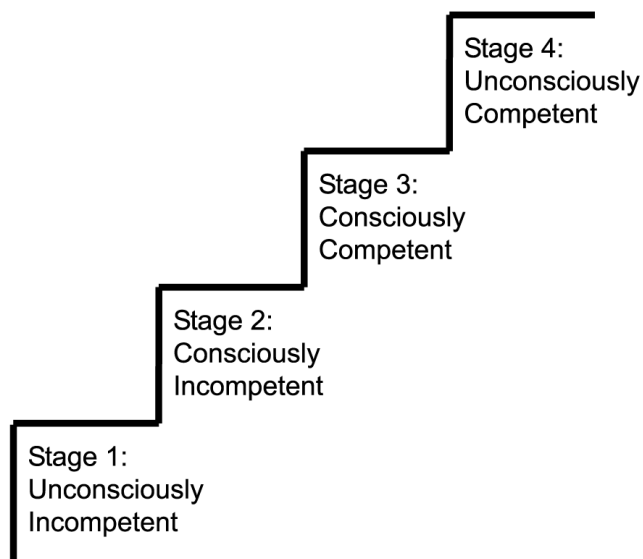 Stage 4:
Unconsciously
Competent
Stage 3:
Consciously
Competent
Stage 2:
Consciously
Incompetent
Stage 1:
Unconsciously
Incompetent